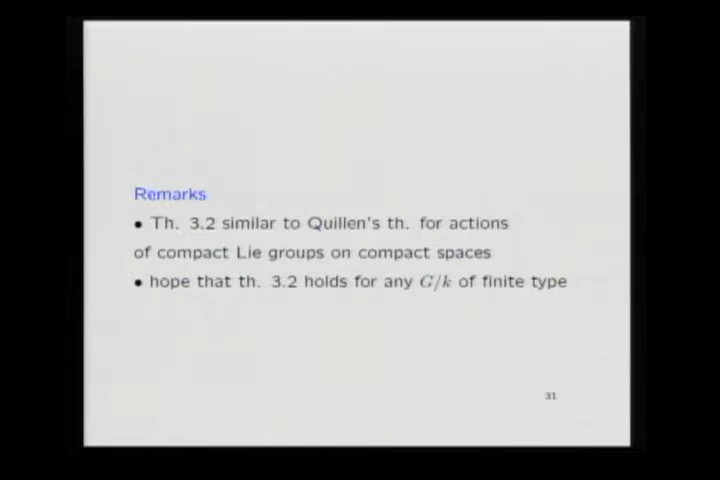 Remarks
• Th. 3.2 similar to Quillen's th. for actions
of compact Lie groups on compact spaces
• hope that th. 3.2 holds for any G/k of finite type
31